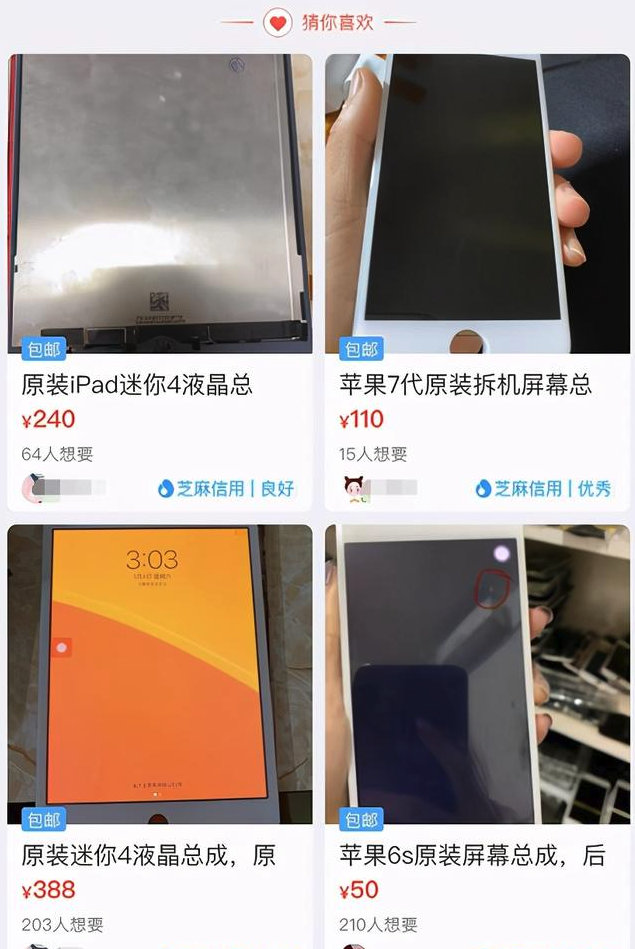 猜你喜欢
包邮
原装iPad迷你4液晶总
¥240
64人想要
芝麻信用 | 良好
包邮
苹果7代原装拆机屏幕总
¥110
15人想要
芝麻信用 | 优秀
3:03
包邮
原装迷你4液晶总成，原
¥388
203人想要
包邮
苹果6s原装屏幕总成，后
¥50
210人想要